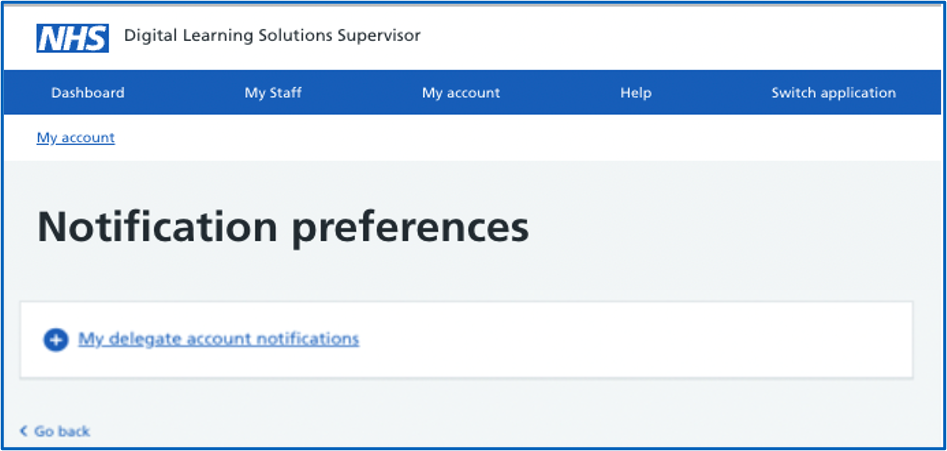 NHS Digital Learning Solutions Supervisor
Dashboard My Staff My account Help Switch application
My account
Notification preferences
My delegate account notifications
Go back